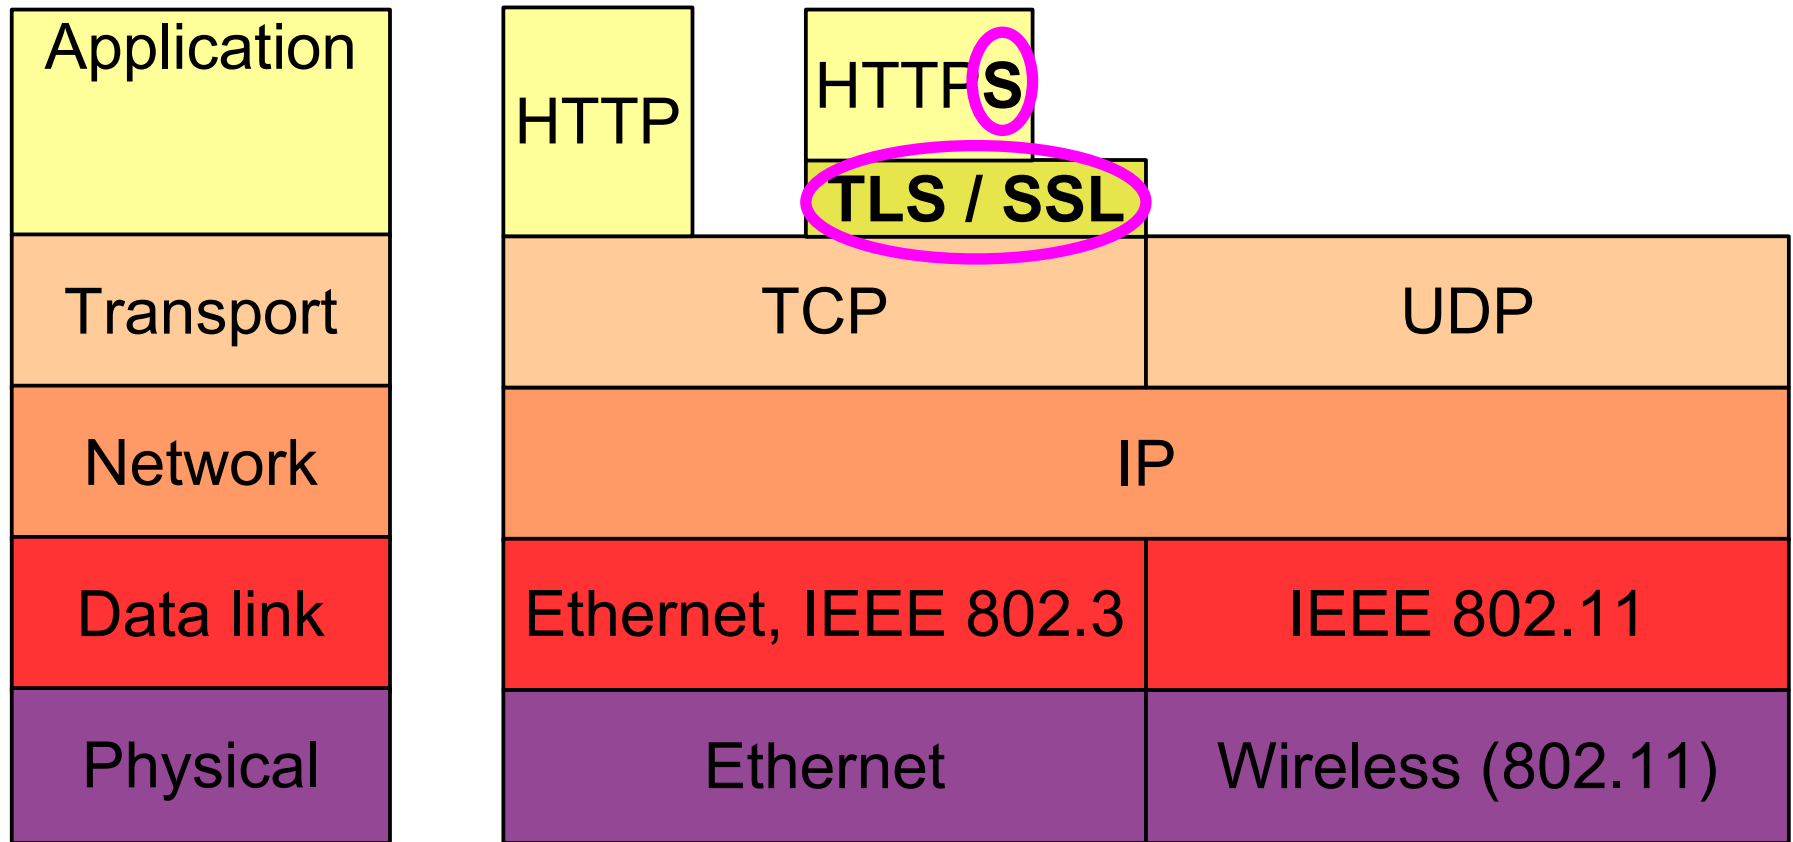 Application
HTTP
HTTPS
TLS / SSL
Transport
TCP
UDP
Network
IP
Data link
Ethernet, IEEE 802.3
IEEE 802.11
Physical
Ethernet
Wireless (802.11)